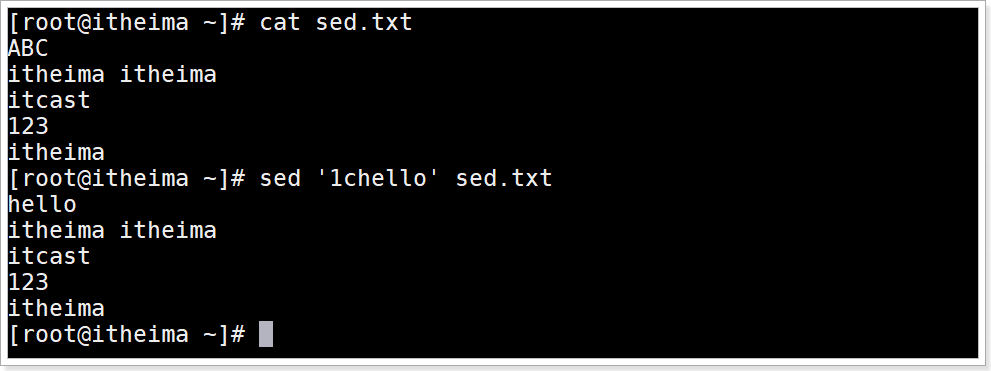 [root@itheima ~]# cat sed.txt
ABC
itheima itheima
itcast
123
itheima
[root@itheima ~]# sed '1chello' sed.txt
hello
itheima itheima
itcast
123
itheima
[root@itheima ~]#